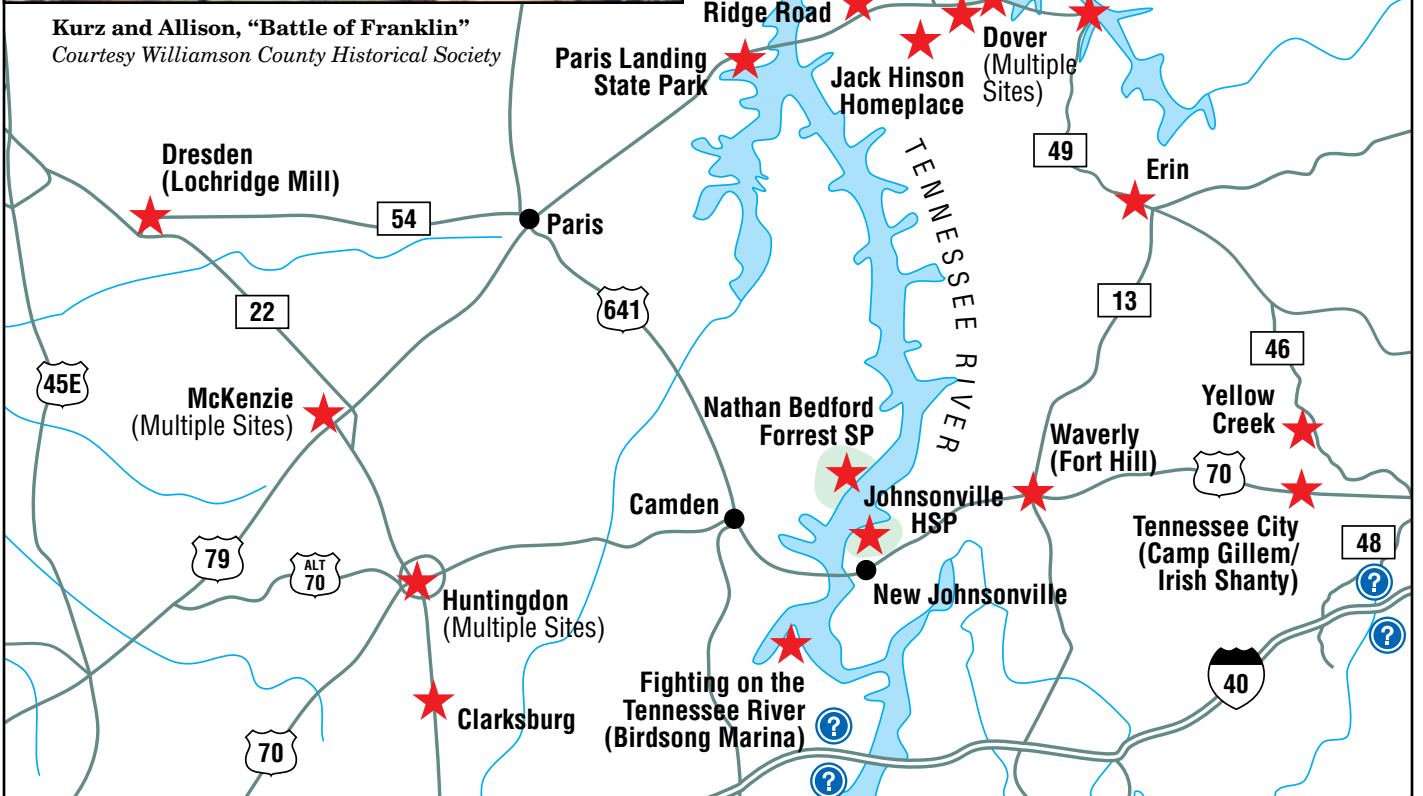 Kurz and Allison, “Battle of Franklin”
Courtesy Williamson County Historical Society
Ridge Road
Paris Landing
State Park
Jack Hinson
Homeplace
Dover
(Multiple
Sites)
Dresden
(Lochridge Mill)
54
Paris
49
Erin
TENNESSEE RIVER
22
641
13
46
45E
McKenzie
(Multiple Sites)
Nathan Bedford
Forrest SP
Yellow
Creek
Waverly
(Fort Hill)
70
Camden
Johnsonville
HSP
Tennessee City
(Camp Gillem/
Irish Shanty)
48
?
?
79
ALT
70
Huntingdon
(Multiple Sites)
New Johnsonville
40
Clarksburg
Fighting on the
Tennessee River
(Birdsong Marina)
?
?
70